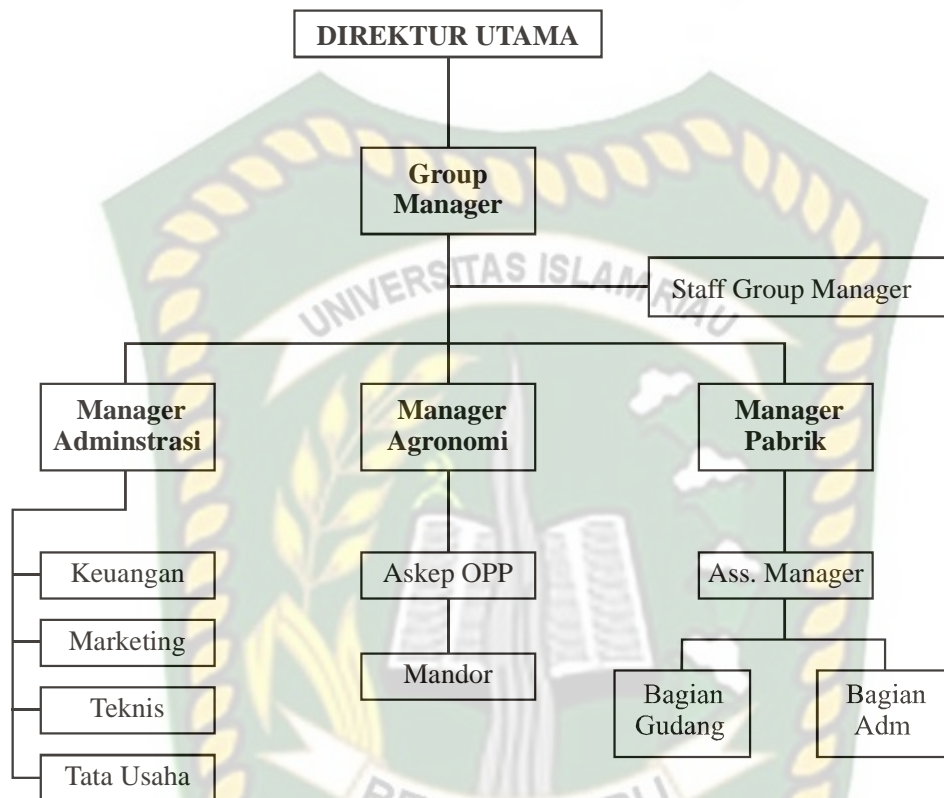 DIREKTUR UTAMA
Group
Manager
UNIVERSITAS ISLAM RIAU
Staff Group Manager
Manager
Adminstrasi
Manager
Agronomi
Manager
Pabrik
Keuangan
Askep OPP
Ass. Manager
Marketing
Mandor
Teknis
Bagian
Gudang
Bagian
Adm
Tata Usaha